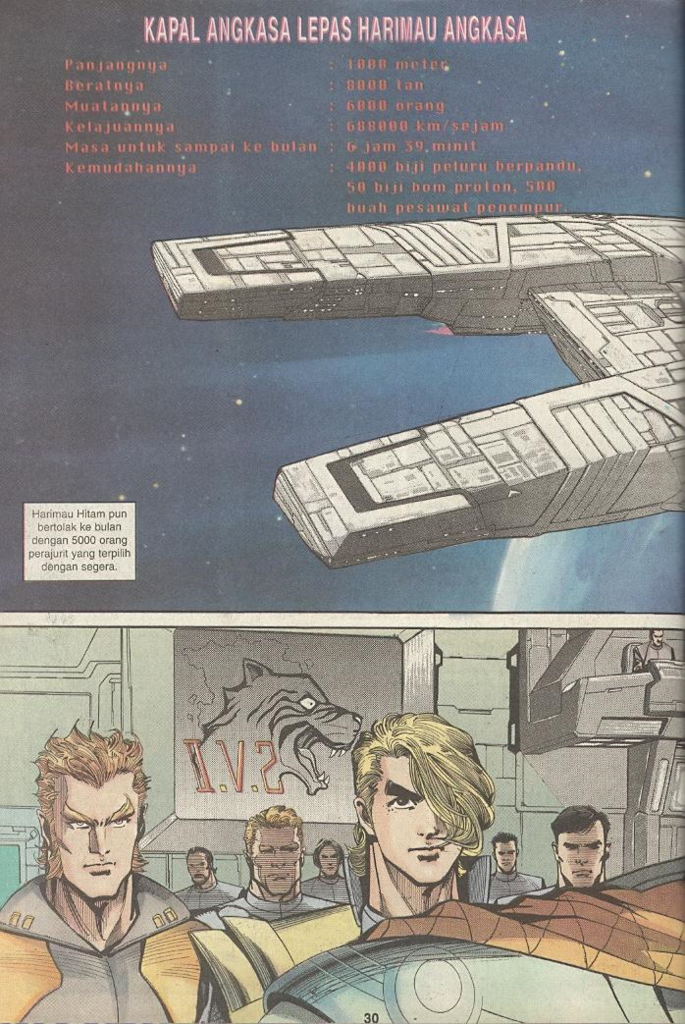 KAPAL ANGKASA LEPAS HARIMAU ANGKASA
Panjangnya : 1000 meter
Beratnya : 8000 tan
Muatannya : 6000 orang
Kelajuannya : 688000 km/sejam
Masa untuk sampai ke bulan : 6 jam 39,minit
Kemudahannya : 4000 biji peluru berpandu,
50 biji bom proton, 500
buah pesawat penempur.
Harimau Hitam pun
bertolak ke bulan
dengan 5000 orang
perajurit yang terpilih
dengan segera.
I.V.2
30